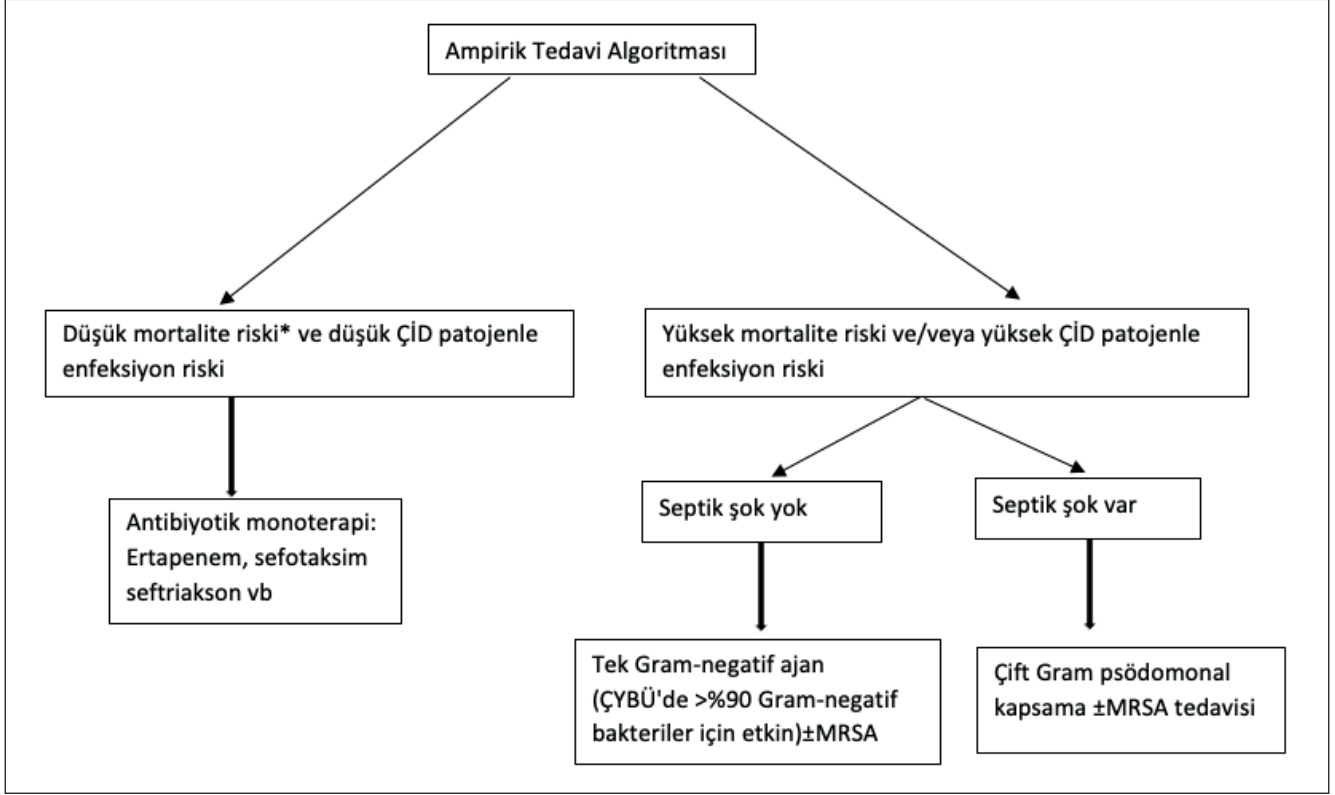 Ampirik Tedavi Algoritması
Düşük mortalite riski* ve düşük ÇİD patojenle
enfeksiyon riski
Yüksek mortalite riski ve/veya yüksek ÇİD patojenle
enfeksiyon riski
Antibiyotik monoterapi:
Ertapenem, sefotaksim
seftriakson vb
Septik şok yok
Septik şok var
Tek Gram-negatif ajan
(ÇYBÜ'de >%90 Gram-negatif
bakteriler için etkin)±MRSA
Çift Gram psödomonal
kapsama ±MRSA tedavisi